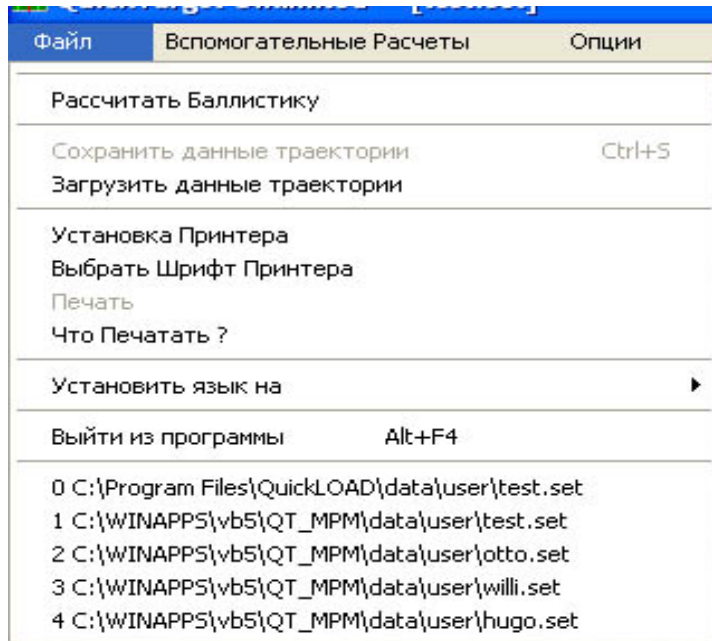 Файл Вспомогательные Расчеты Опции
Рассчитать Баллистику
Сохранить данные траектории Ctrl+S
Загрузить данные траектории
Установка Принтера
Выбрать Шрифт Принтера
Печать
Что Печатать ?
Установить язык на
Выйти из программы Alt+F4
0 C:\Program Files\QuickLOAD\data\user\test.set
1 C:\WINAPPS\vb5\QT_MPM\data\user\test.set
2 C:\WINAPPS\vb5\QT_MPM\data\user\otto.set
3 C:\WINAPPS\vb5\QT_MPM\data\user\willi.set
4 C:\WINAPPS\vb5\QT_MPM\data\user\hugo.set